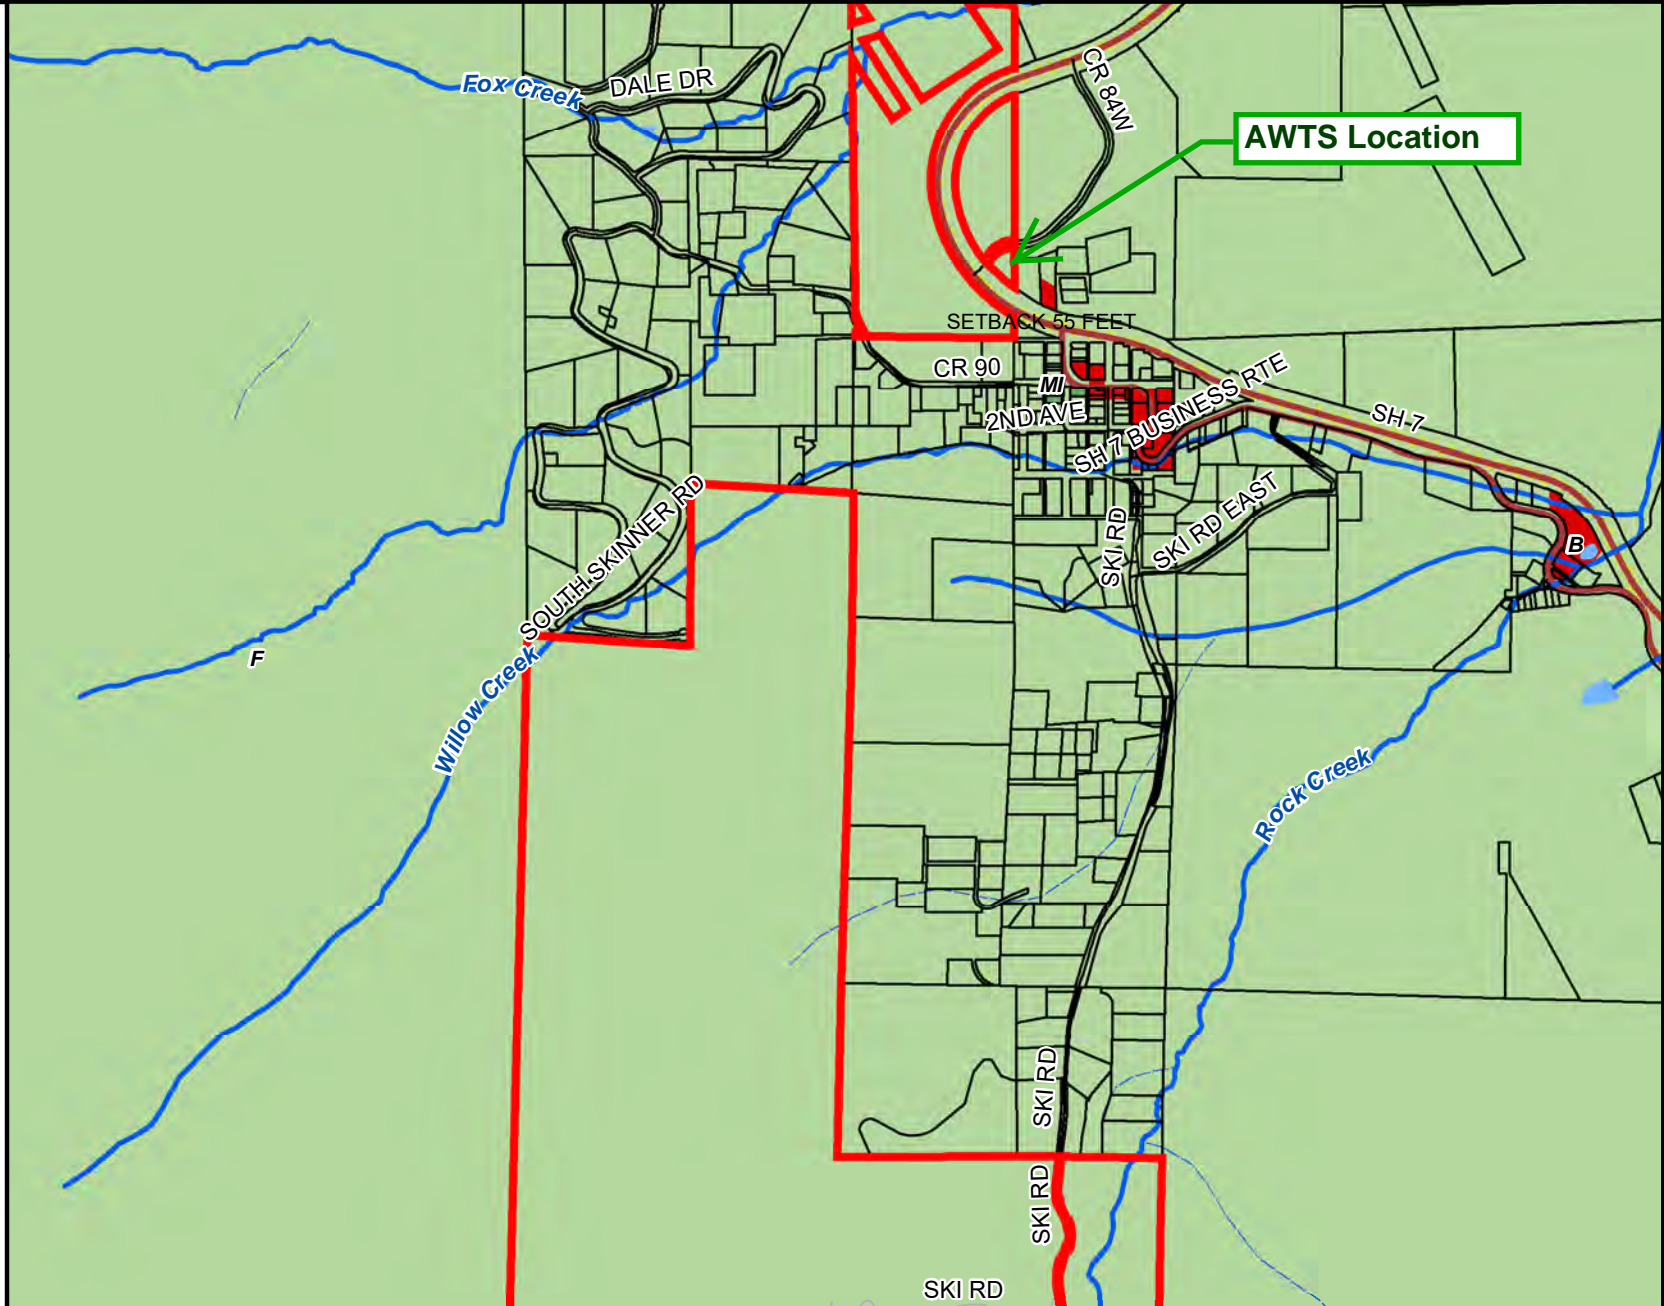 Fox Creek
DALE DR
CR 84W
AWTS Location
SETBACK 55 FEET
CR 90
MI
2ND AVE
SH 7 BUSINESS RTE
SH 7
SOUTH SKINNER RD
SKI RD
SKI RD EAST
B
F
Willow Creek
Rock Creek
SKI RD
SKI RD
SKI RD